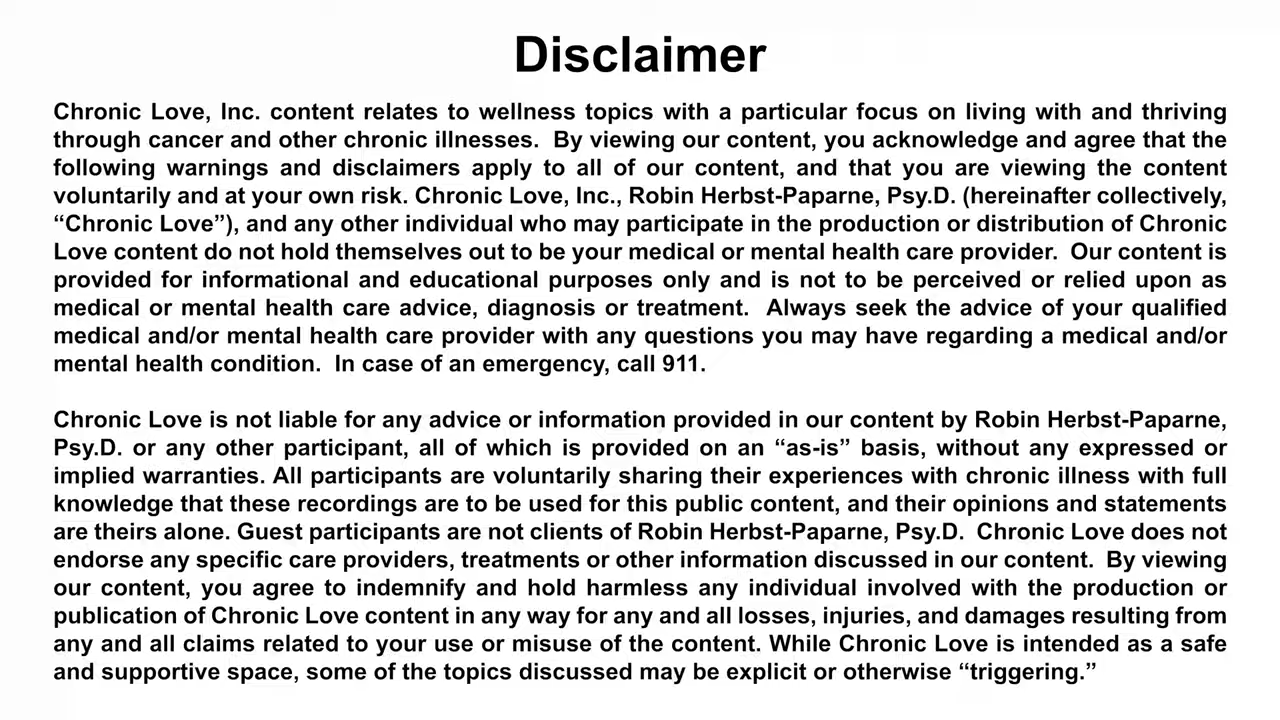 Disclaimer
Chronic Love, Inc. content relates to wellness topics with a particular focus on living with and thriving
through cancer and other chronic illnesses.  By viewing our content, you acknowledge and agree that the
following warnings and disclaimers apply to all of our content, and that you are viewing the content
voluntarily and at your own risk. Chronic Love, Inc., Robin Herbst-Paparne, Psy.D. (hereinafter collectively,
“Chronic Love”), and any other individual who may participate in the production or distribution of Chronic
Love content do not hold themselves out to be your medical or mental health care provider.  Our content is
provided for informational and educational purposes only and is not to be perceived or relied upon as
medical or mental health care advice, diagnosis or treatment.  Always seek the advice of your qualified
medical and/or mental health care provider with any questions you may have regarding a medical and/or
mental health condition.  In case of an emergency, call 911.
Chronic Love is not liable for any advice or information provided in our content by Robin Herbst-Paparne,
Psy.D. or any other participant, all of which is provided on an “as-is” basis, without any expressed or
implied warranties. All participants are voluntarily sharing their experiences with chronic illness with full
knowledge that these recordings are to be used for this public content, and their opinions and statements
are theirs alone. Guest participants are not clients of Robin Herbst-Paparne, Psy.D.  Chronic Love does not
endorse any specific care providers, treatments or other information discussed in our content.  By viewing
our content, you agree to indemnify and hold harmless any individual involved with the production or
publication of Chronic Love content in any way for any and all losses, injuries, and damages resulting from
any and all claims related to your use or misuse of the content. While Chronic Love is intended as a safe
and supportive space, some of the topics discussed may be explicit or otherwise “triggering.”